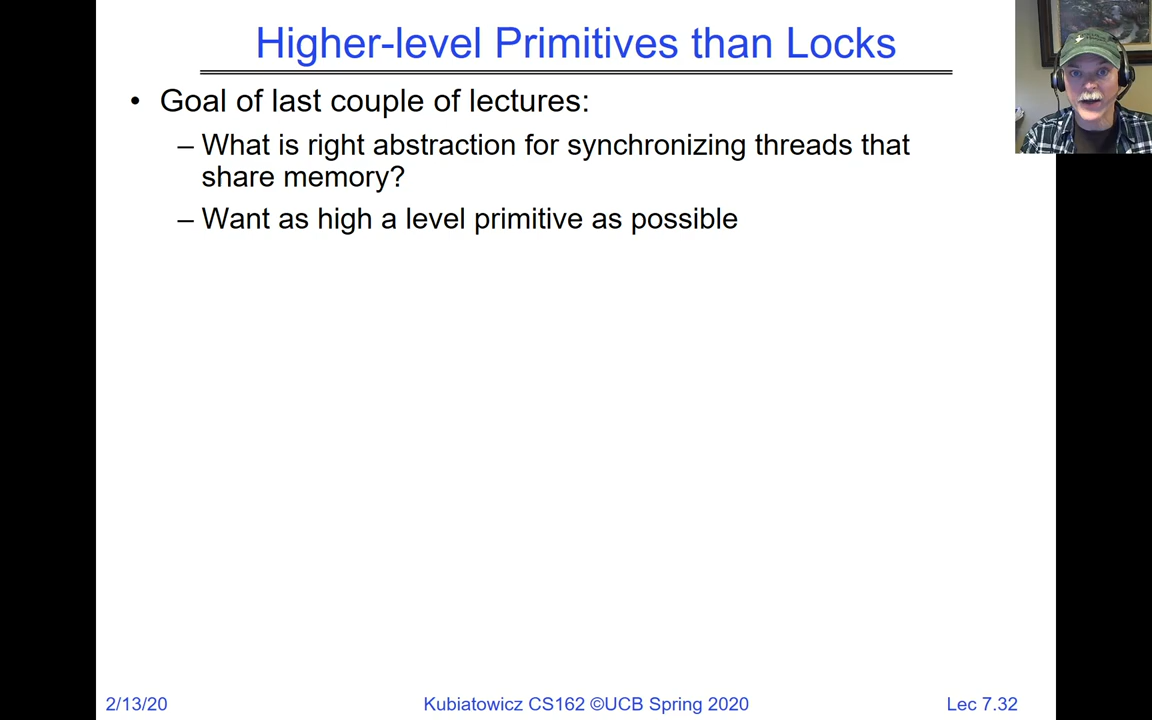 Higher-level Primitives than Locks
• Goal of last couple of lectures:
– What is right abstraction for synchronizing threads that
share memory?
– Want as high a level primitive as possible
2/13/20
Kubiatowicz CS162 ©UCB Spring 2020
Lec 7.32